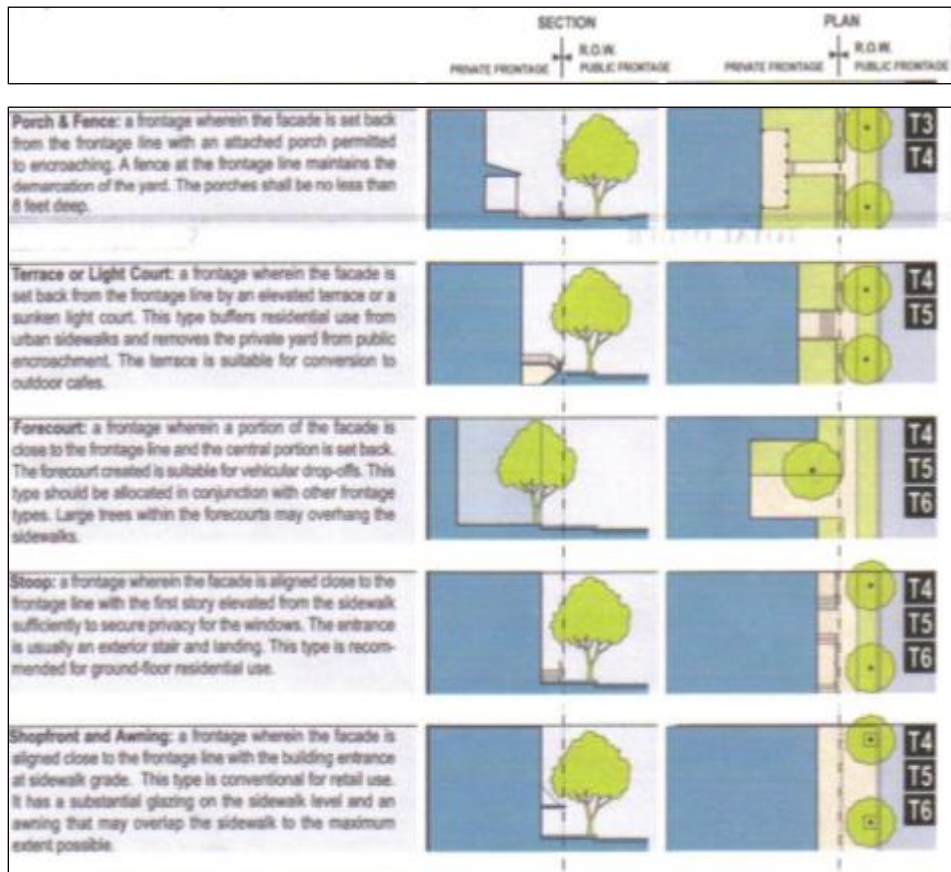 SECTION
PLAN
R.O.W.
R.O.W.
PRIVATE FRONTAGE
PUBLIC FRONTAGE
PRIVATE FRONTAGE
PUBLIC FRONTAGE
Porch & Fence: a frontage wherein the facade is set back
from the frontage line with an attached porch permitted
to encroaching. A fence at the frontage line maintains the
demarcation of the yard. The porches shall be no less than
8 feet deep.
T3
T4
Terrace or Light Court: a frontage wherein the facade is
set back from the frontage line by an elevated terrace or a
sunken light court. This type buffers residential use from
urban sidewalks and removes the private yard from public
encroachment. The terrace is suitable for conversion to
outdoor cafes.
T4
T5
Forecourt: a frontage wherein a portion of the facade is
close to the frontage line and the central portion is set back.
The forecourt created is suitable for vehicular drop-offs. This
type should be allocated in conjunction with other frontage
types. Large trees within the forecourts may overhang the
sidewalks.
T4
T5
T6
Stoop: a frontage wherein the facade is aligned close to the
frontage line with the first story elevated from the sidewalk
sufficiently to secure privacy for the windows. The entrance
is usually an exterior stair and landing. This type is recom-
mended for ground-floor residential use.
T4
T5
T6
Shopfront and Awning: a frontage wherein the facade is
aligned close to the frontage line with the building entrance
at sidewalk grade. This type is conventional for retail use.
It has a substantial glazing on the sidewalk level and an
awning that may overlap the sidewalk to the maximum
extent possible.
T4
T5
T6